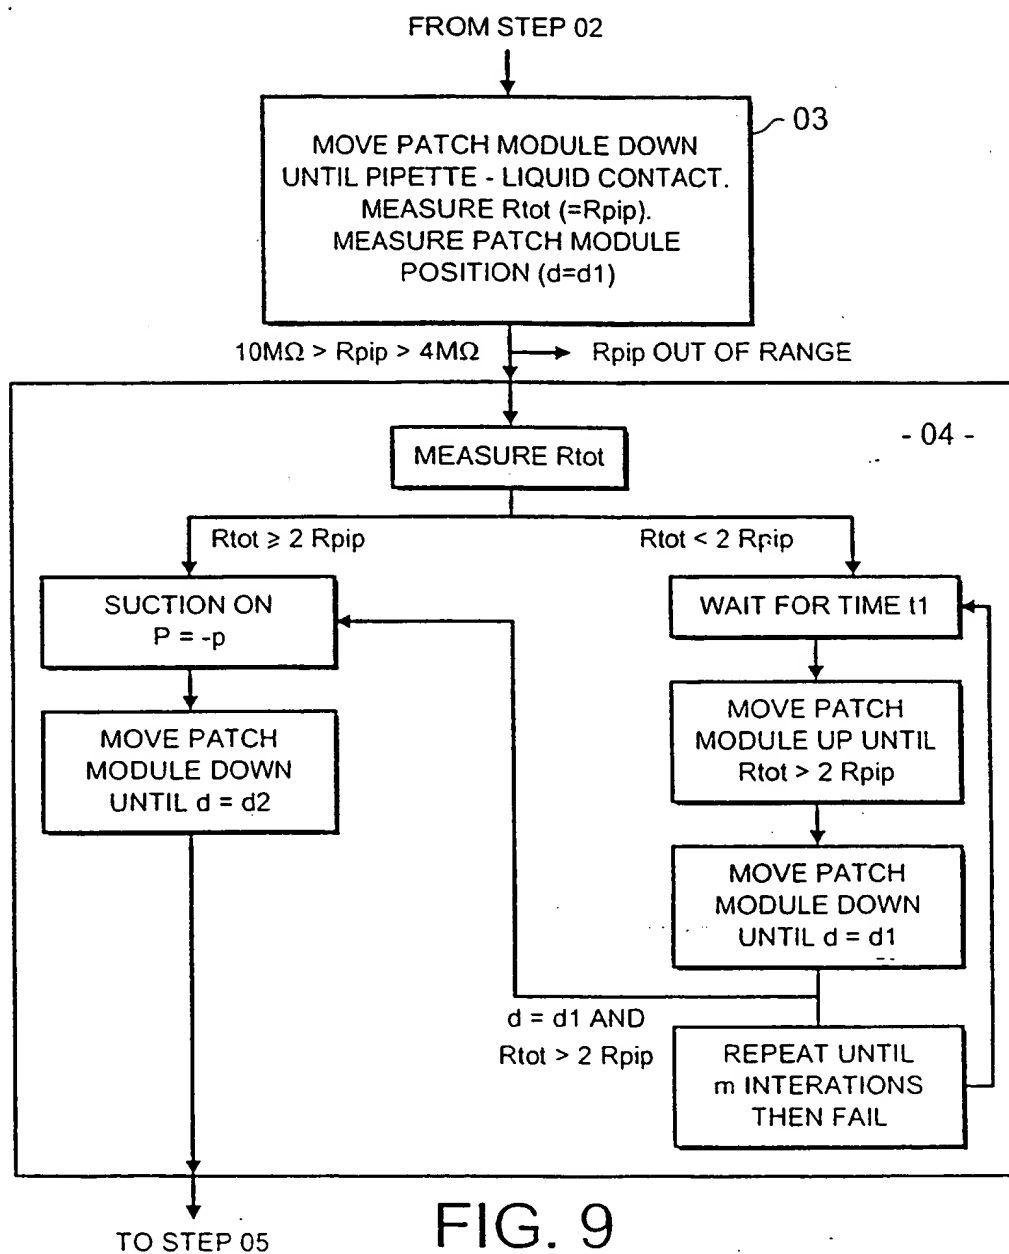 FROM STEP 02
03
MOVE PATCH MODULE DOWN
UNTIL PIPETTE - LIQUID CONTACT.
MEASURE Rtot (=Rpip).
MEASURE PATCH MODULE
POSITION (d=d1)
10MΩ > Rpip > 4MΩ
Rpip OUT OF RANGE
- 04 -
MEASURE Rtot
Rtot ≥ 2 Rpip
Rtot < 2 Rpip
SUCTION ON
P = -p
WAIT FOR TIME t1
MOVE PATCH
MODULE DOWN
UNTIL d = d2
MOVE PATCH
MODULE UP UNTIL
Rtot > 2 Rpip
MOVE PATCH
MODULE DOWN
UNTIL d = d1
d = d1 AND
Rtot > 2 Rpip
REPEAT UNTIL
m INTERATIONS
THEN FAIL
TO STEP 05
FIG. 9